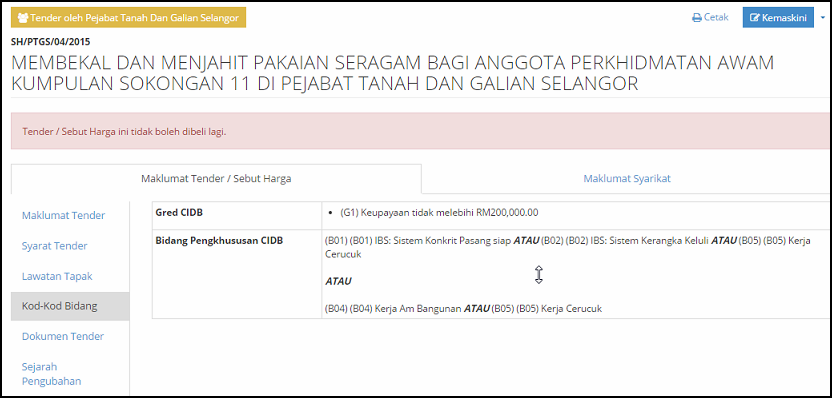 Tender oleh Pejabat Tanah Dan Galian Selangor
Cetak
Kemaskini
SH/PTGS/04/2015
MEMBEKAL DAN MENJAHIT PAKAIAN SERAGAM BAGI ANGGOTA PERKHIDMATAN AWAM
KUMPULAN SOKONGAN 11 DI PEJABAT TANAH DAN GALIAN SELANGOR
Tender / Sebut Harga ini tidak boleh dibeli lagi.
Maklumat Tender / Sebut Harga
Maklumat Syarikat
Maklumat Tender
Syarat Tender
Lawatan Tapak
Kod-Kod Bidang
Dokumen Tender
Sejarah
Pengubahan
Gred CIDB
• (G1) Keupayaan tidak melebihi RM200,000.00
Bidang Pengkhususan CIDB
(B01) (B01) IBS: Sistem Konkrit Pasang siap ATAU (B02) (B02) IBS: Sistem Kerangka Keluli ATAU (B05) (B05) Kerja
Cerucuk
ATAU
(B04) (B04) Kerja Am Bangunan ATAU (B05) (B05) Kerja Cerucuk